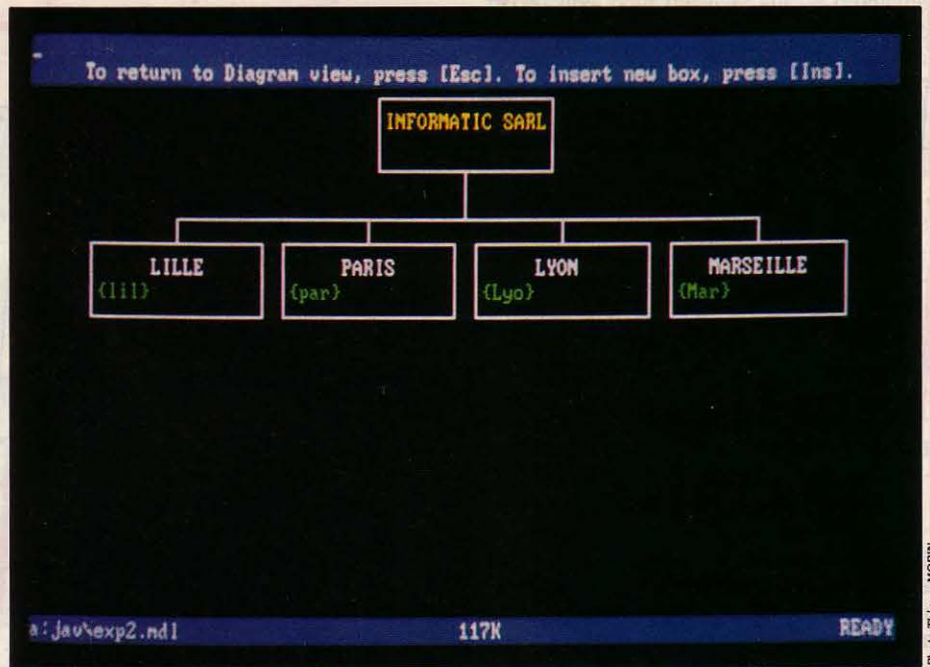 To return to Diagram view, press [Esc]. To insert new box, press [Ins].
INFORMATIC SARL
LILLE PARIS LYON MARSEILLE
{lil} {par} {Lyo} {Mar}
a:jav\exp2.mdl 117K READY
MORIN